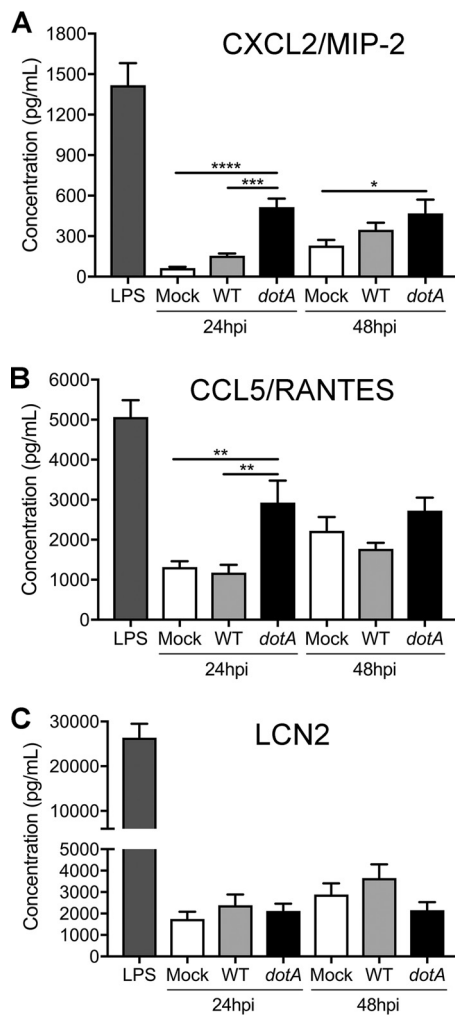 A
CXCL2/MIP-2
Concentration (pg/mL)
1800
1500
1200
900
600
300
0
****
***
*
LPS Mock WT dotA Mock WT dotA
24hpi 48hpi
B
CCL5/RANTES
Concentration (pg/mL)
6000
5000
4000
3000
2000
1000
0
**
**
LPS Mock WT dotA Mock WT dotA
24hpi 48hpi
C
LCN2
Concentration (pg/mL)
30000
20000
10000
5000
4000
3000
2000
1000
0
LPS Mock WT dotA Mock WT dotA
24hpi 48hpi